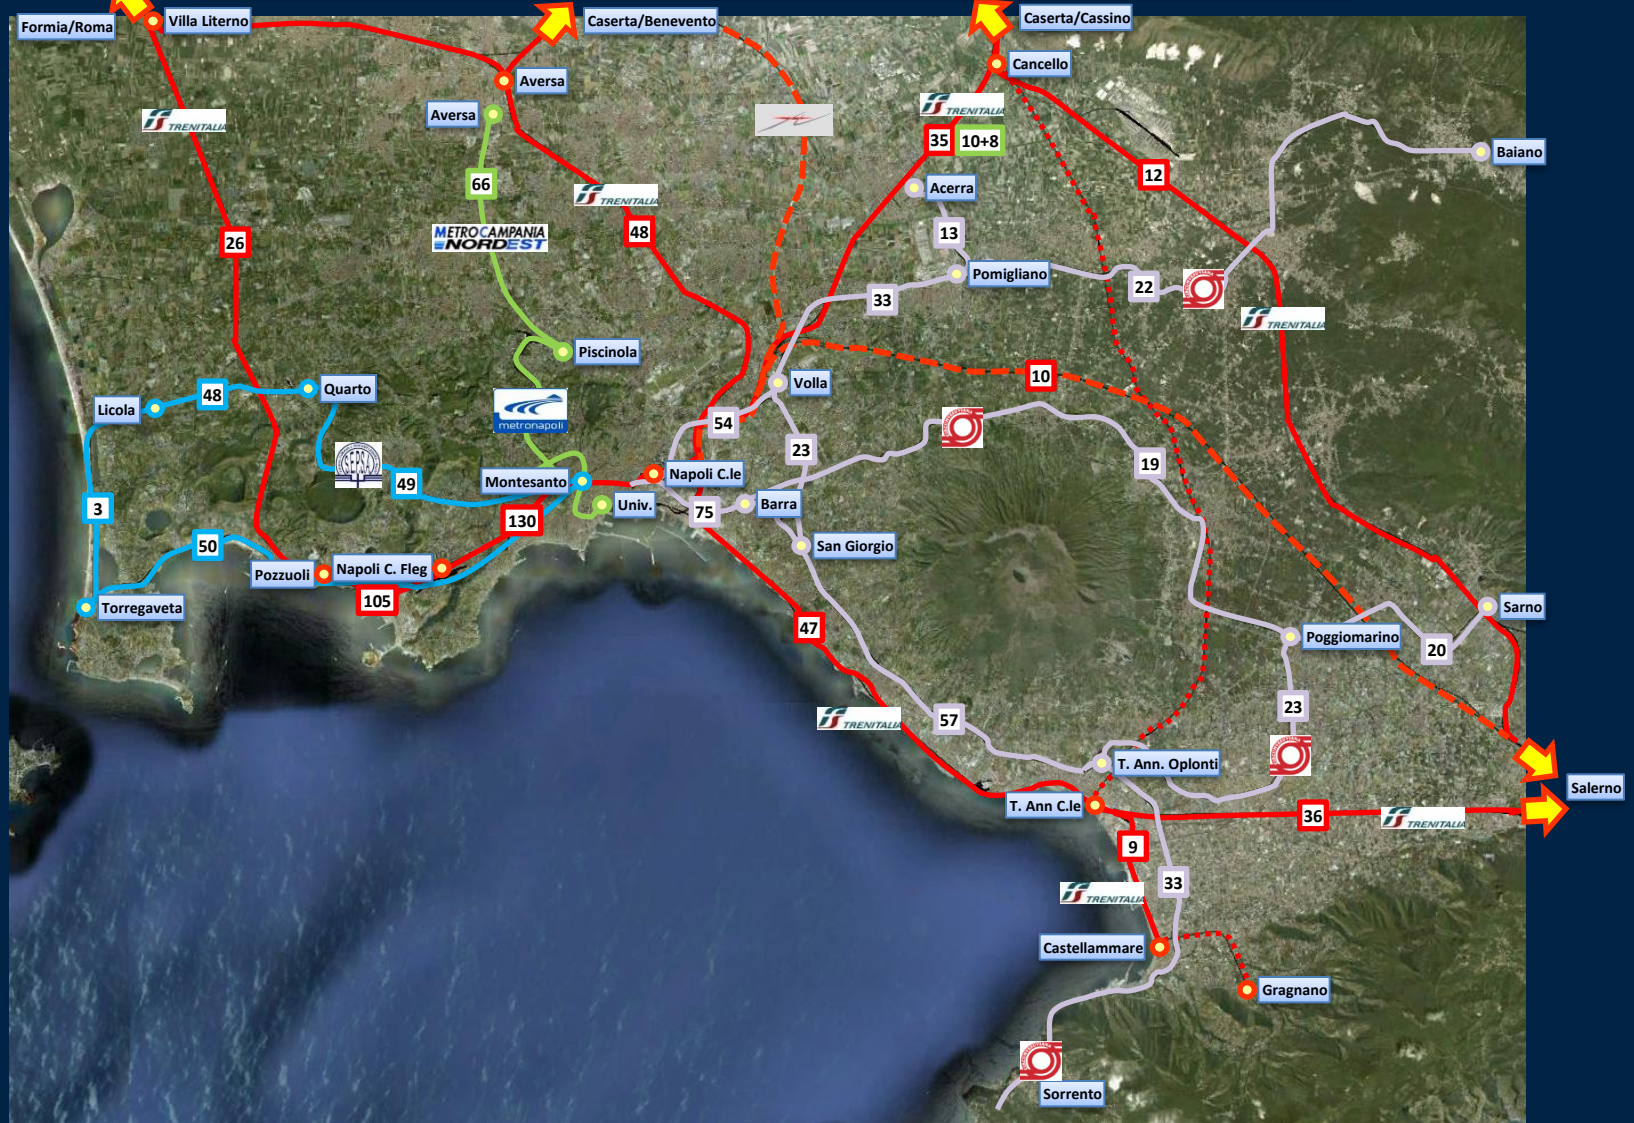 Formia/Roma
Villa Literno
Caserta/Benevento
Caserta/Cassino
Cancello
Aversa
Aversa
TRENITALIA
TRENITALIA
35
10+8
Baiano
12
66
Acerra
TRENITALIA
13
48
METROCAMPANIA
NORDEST
26
Pomigliano
22
33
TRENITALIA
Piscinola
10
Volla
Quarto
48
Licola
metronapoli
54
23
19
SEPSA
49
Montesanto
Napoli C.le
Univ.
75
Barra
3
130
50
San Giorgio
Pozzuoli
Napoli C. Fleg
105
Torregaveta
Sarno
47
Poggiomarino
20
23
57
TRENITALIA
T. Ann. Oplonti
Salerno
T. Ann C.le
36
TRENITALIA
9
33
TRENITALIA
Castellammare
Gragnano
Sorrento